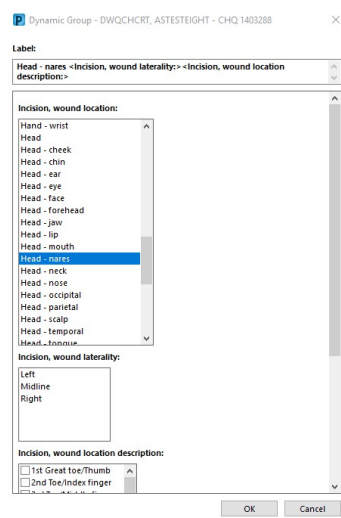 Dynamic Group - DWQCHCRT, ASTESTEIGHT - CHQ 1403288
Label:
Head - nares <Incision, wound laterality:> <Incision, wound location
description:>
Incision, wound location:
Hand - wrist
Head
Head - cheek
Head - chin
Head - ear
Head - eye
Head - face
Head - forehead
Head - jaw
Head - lip
Head - mouth
Head - nares
Head - neck
Head - nose
Head - occipital
Head - parietal
Head - scalp
Head - temporal
Head - tongue
Incision, wound laterality:
Left
Midline
Right
Incision, wound location description:
1st Great toe/Thumb
2nd Toe/Index finger
OK Cancel